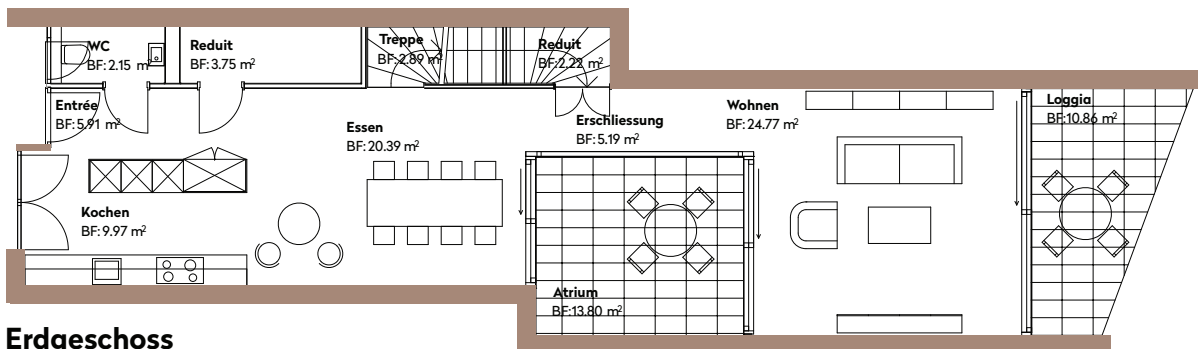 WC
BF: 2.15 m²
Reduit
BF: 3.75 m²
Treppe
BF: 2.89 m²
Reduit
BF: 2.22 m²
Entrée
BF: 5.91 m²
Essen
BF: 20.39 m²
Erschliessung
BF: 5.19 m²
Wohnen
BF: 24.77 m²
Loggia
BF: 10.86 m²
Kochen
BF: 9.97 m²
Atrium
BF: 13.80 m²
Erdgeschoss